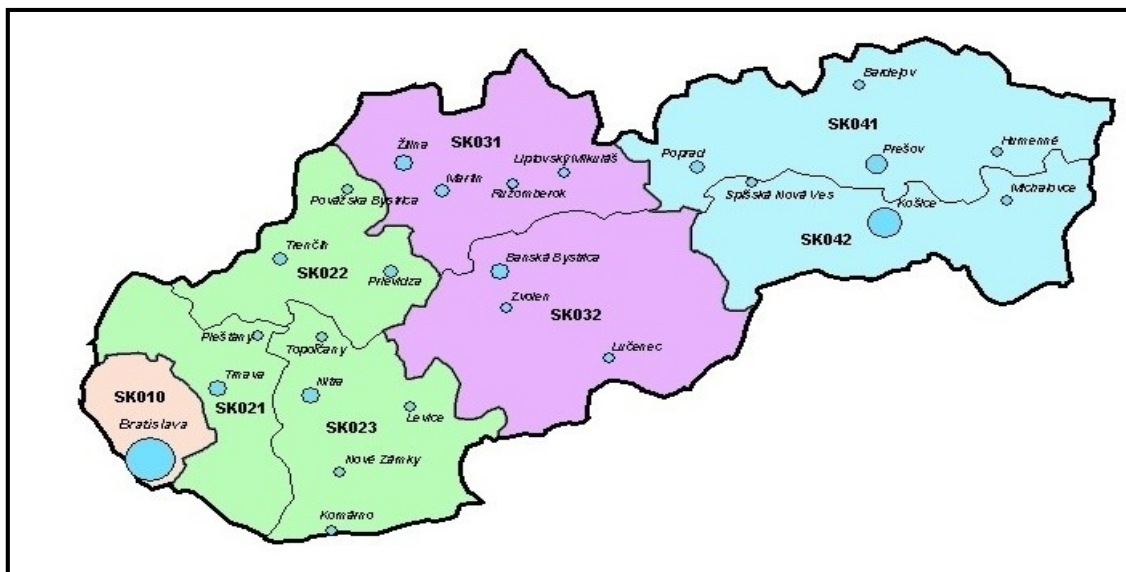 Bardejov
SK041
SK031
Žilina
Prešov
Humenné
Liptovský Mikuláš
Poprad
Martin
Ružomberok
Michalovce
Považska Bystrica
Spišská Nová Ves
Košice
SK042
Trenčín
Banská Bystrica
SK022
Prievidza
Zvolen
SK032
Piešťany
Topoľčany
Lučenec
Trnava
Nitra
SK010
SK021
Levice
Bratislava
SK023
Nové Zámky
Komárno